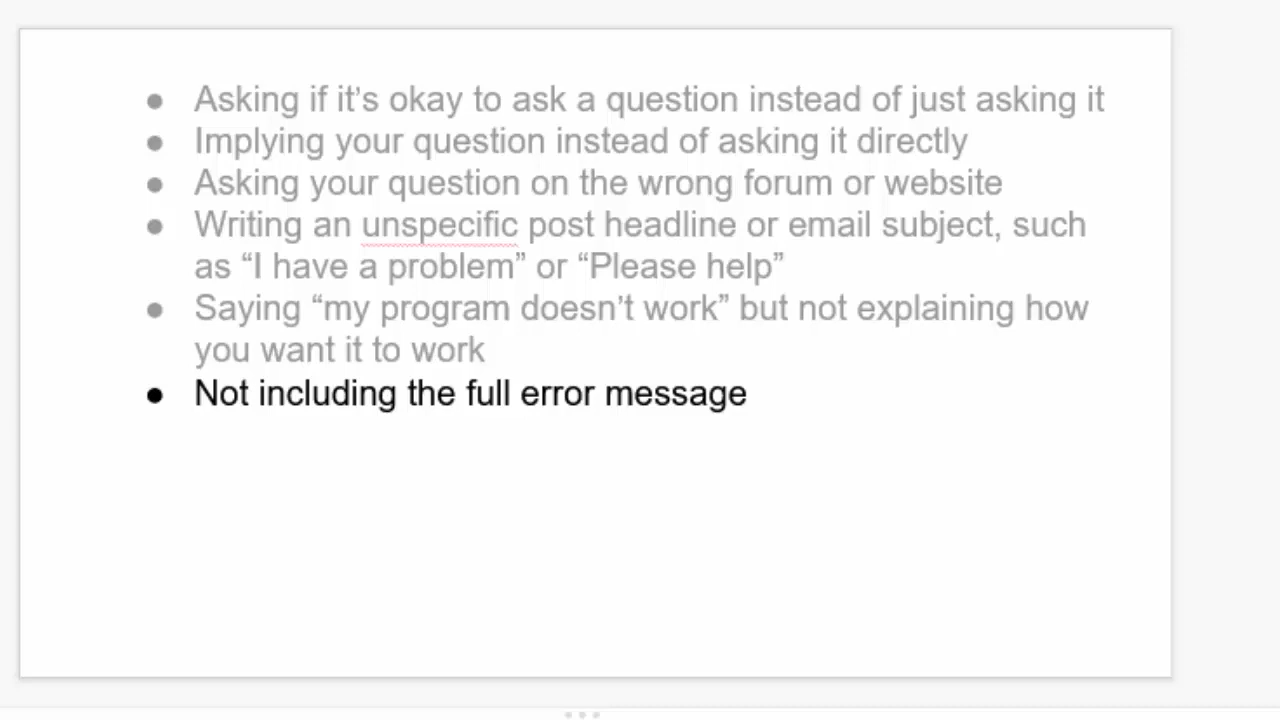 ● Asking if it’s okay to ask a question instead of just asking it
● Implying your question instead of asking it directly
● Asking your question on the wrong forum or website
● Writing an unspecific post headline or email subject, such
as “I have a problem” or “Please help”
● Saying “my program doesn’t work” but not explaining how
you want it to work
● Not including the full error message